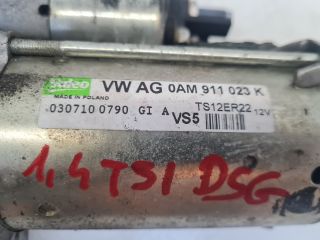 Valeo
MADE IN POLAND
VW AG 0AM 911 023 K
030710 0790 GI A
TS12ER22 12V
VS5
1,4 TSI DSG